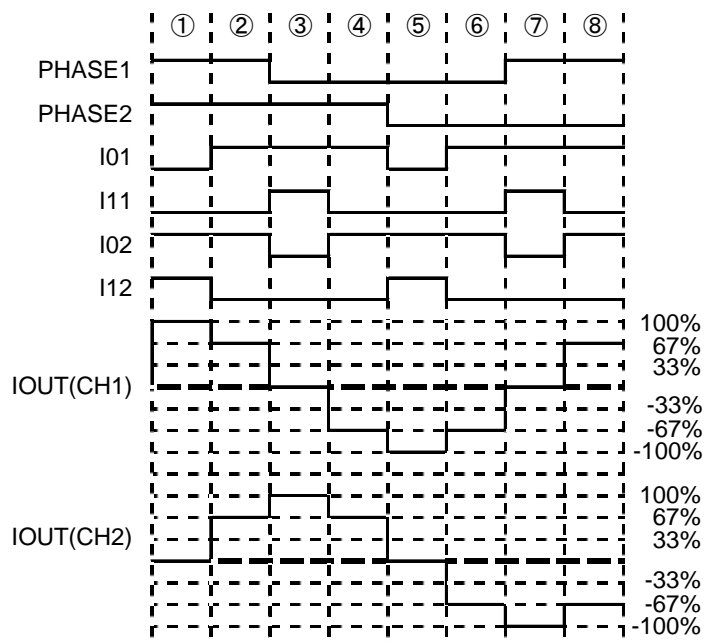 ① ② ③ ④ ⑤ ⑥ ⑦ ⑧
PHASE1
PHASE2
I01
I11
I02
I12
IOUT(CH1)
100%
67%
33%
-33%
-67%
-100%
IOUT(CH2)
100%
67%
33%
-33%
-67%
-100%